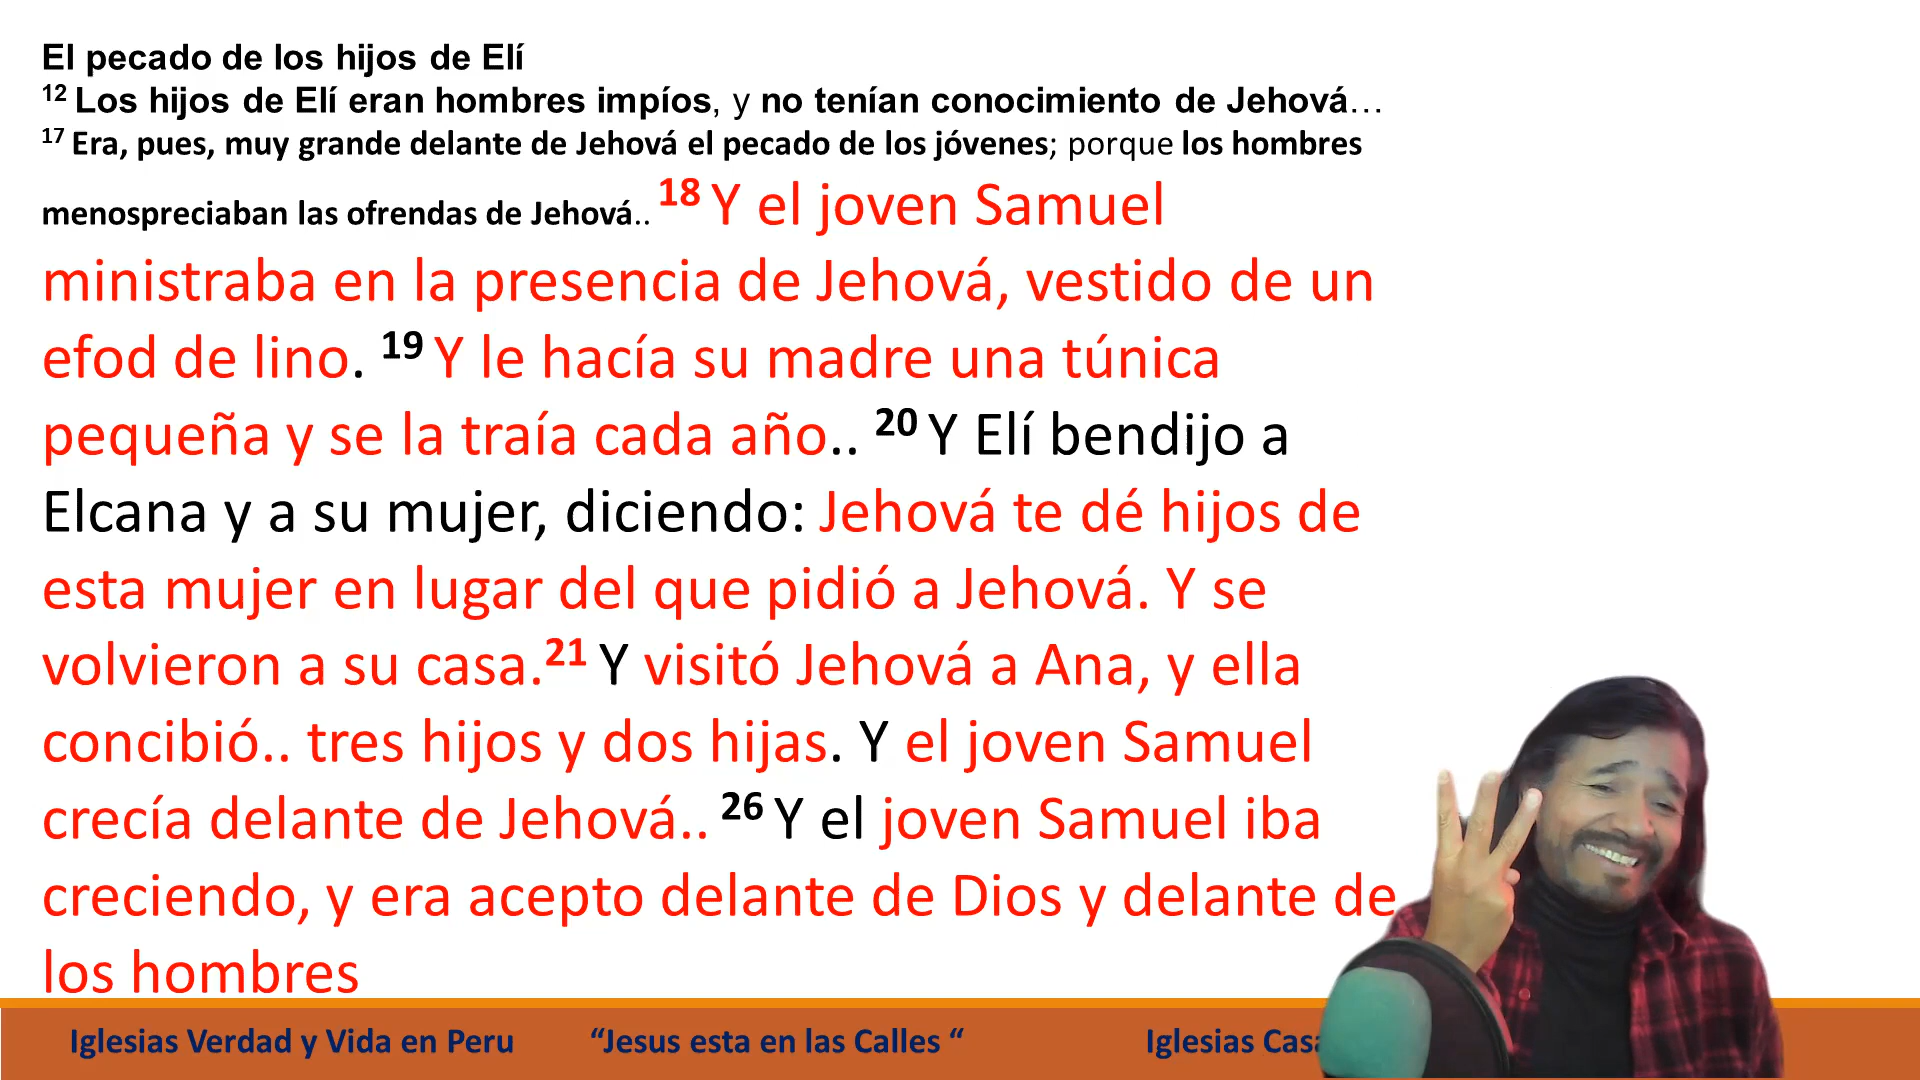 El pecado de los hijos de Elí
12 Los hijos de Elí eran hombres impíos, y no tenían conocimiento de Jehová…
17 Era, pues, muy grande delante de Jehová el pecado de los jóvenes; porque los hombres
menospreciaban las ofrendas de Jehová.. 18 Y el joven Samuel
ministraba en la presencia de Jehová, vestido de un
efod de lino. 19 Y le hacía su madre una túnica
pequeña y se la traía cada año.. 20 Y Elí bendijo a
Elcana y a su mujer, diciendo: Jehová te dé hijos de
esta mujer en lugar del que pidió a Jehová. Y se
volvieron a su casa.21 Y visitó Jehová a Ana, y ella
concibió.. tres hijos y dos hijas. Y el joven Samuel
crecía delante de Jehová.. 26 Y el joven Samuel iba
creciendo, y era acepto delante de Dios y delante de
los hombres
Iglesias Verdad y Vida en Peru “Jesus esta en las Calles “ Iglesias